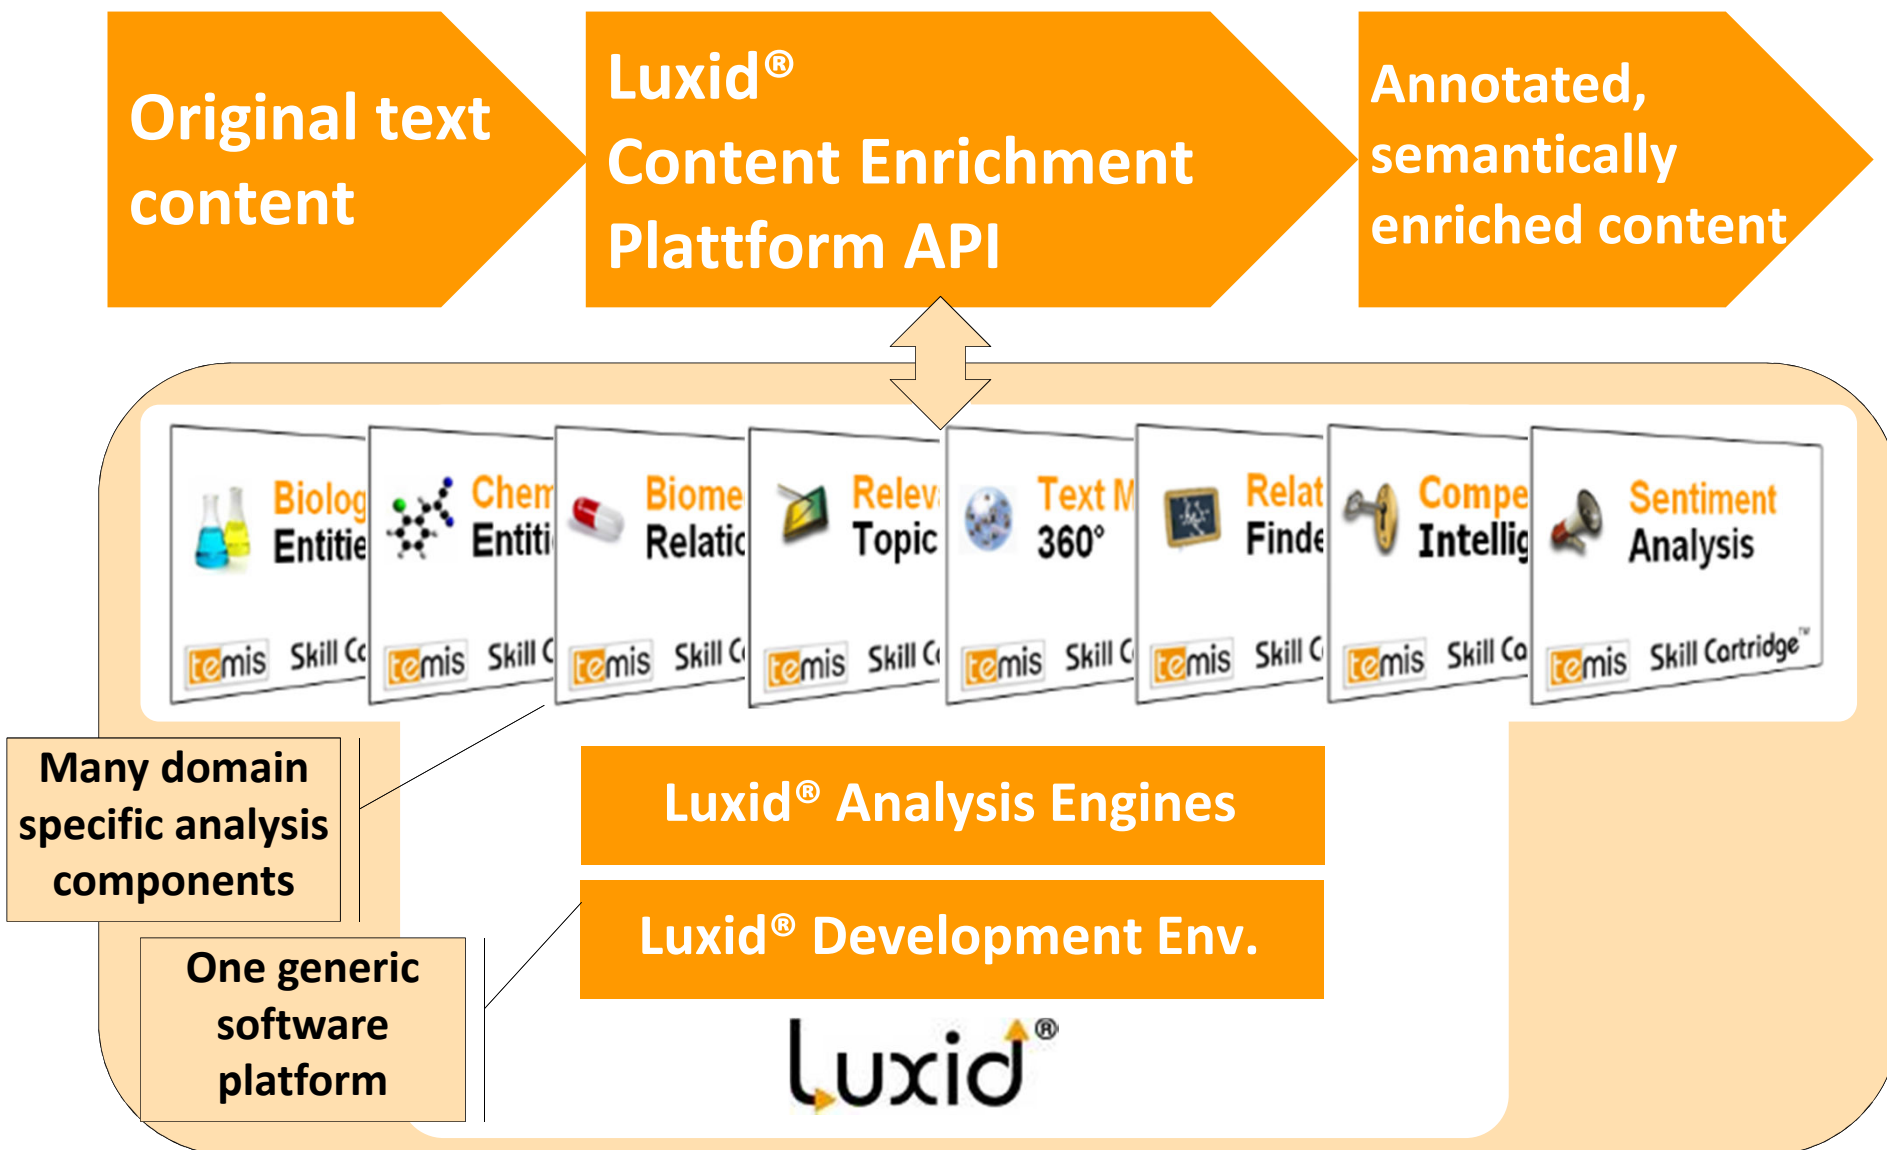 Original text
content
Luxid®
Content Enrichment
Plattform API
Annotated,
semantically
enriched content
Biolog
Entitie
temis Skill Ca
Chem
Entiti
temis Skill C
Biome
Relatio
temis Skill C
Relev
Topic
temis Skill C
Text M
360°
temis Skill C
Relat
Finde
temis Skill C
Compe
Intellig
temis Skill Ca
Sentiment
Analysis
temis Skill Cartridge™
Many domain
specific analysis
components
Luxid® Analysis Engines
Luxid® Development Env.
One generic
software
platform
Luxid®